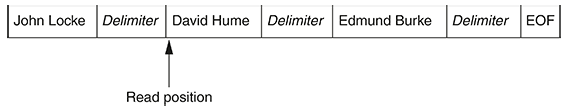 John Locke Delimiter David Hume Delimiter Edmund Burke Delimiter EOF
Read position